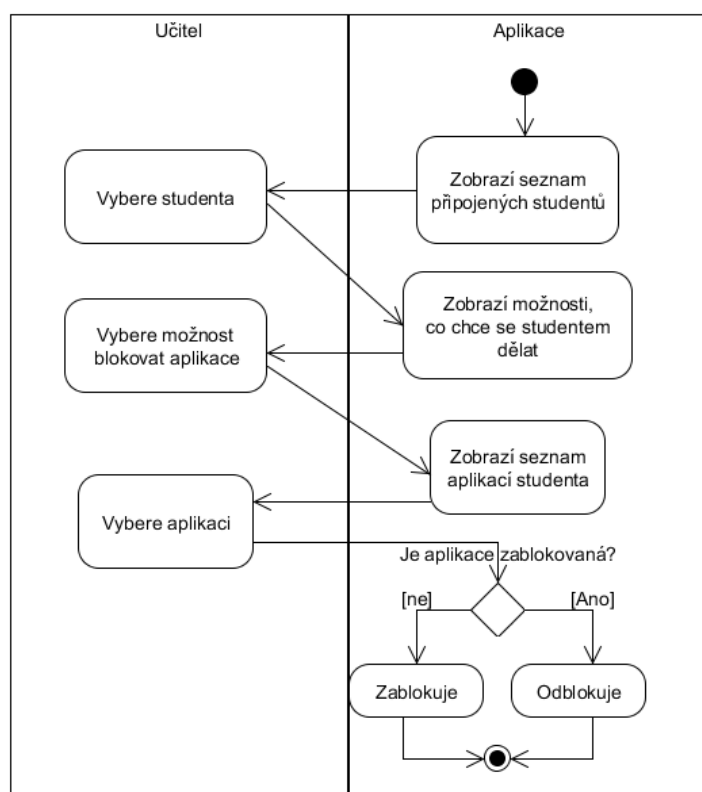 Učitel
Aplikace
Zobrazí seznam
připojených studentů
Vybere studenta
Zobrazí možnosti,
co chce se studentem
dělat
Vybere možnost
blokovat aplikace
Zobrazí seznam
aplikací studenta
Vybere aplikaci
Je aplikace zablokovaná?
[ne]
[Ano]
Zablokuje
Odblokuje